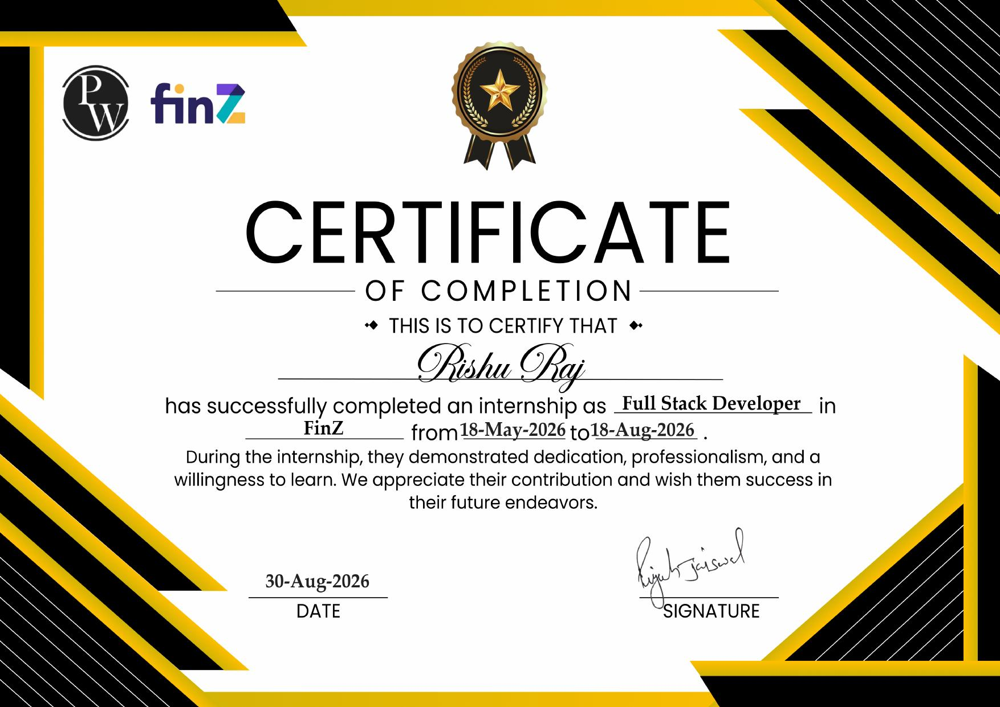 PW
finZ
CERTIFICATE
OF COMPLETION
THIS IS TO CERTIFY THAT
Rishu Raj
has successfully completed an internship as Full Stack Developer in
FinZ from 18-May-2026 to 18-Aug-2026 .
During the internship, they demonstrated dedication, professionalism, and a
willingness to learn. We appreciate their contribution and wish them success in
their future endeavors.
30-Aug-2026
DATE
Jaiswal
SIGNATURE